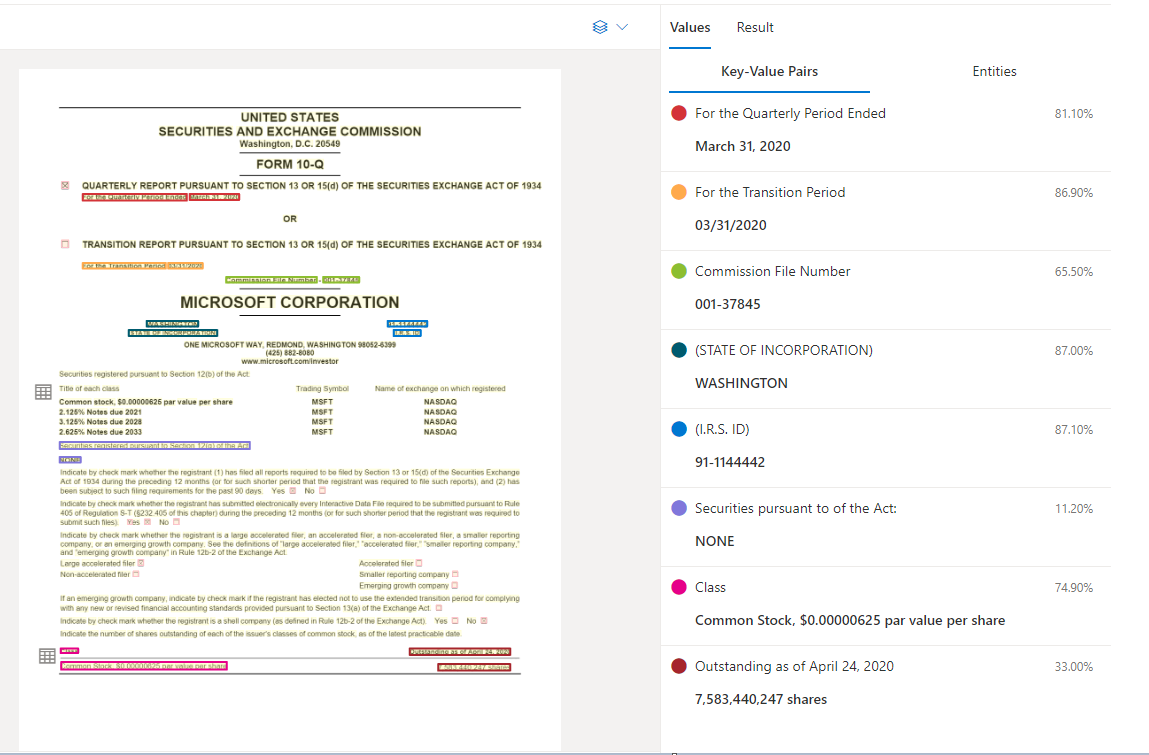 Values Result
Key-Value Pairs Entities
For the Quarterly Period Ended 81.10%
March 31, 2020
For the Transition Period 86.90%
03/31/2020
Commission File Number 65.50%
001-37845
(STATE OF INCORPORATION) 87.00%
WASHINGTON
(I.R.S. ID) 87.10%
91-1144442
Securities pursuant to of the Act: 11.20%
NONE
Class 74.90%
Common Stock, $0.00000625 par value per share
Outstanding as of April 24, 2020 33.00%
7,583,440,247 shares
UNITED STATES
SECURITIES AND EXCHANGE COMMISSION
Washington, D.C. 20549
FORM 10-Q
QUARTERLY REPORT PURSUANT TO SECTION 13 OR 15(d) OF THE SECURITIES EXCHANGE ACT OF 1934
For the Quarterly Period Ended March 31, 2020
OR
TRANSITION REPORT PURSUANT TO SECTION 13 OR 15(d) OF THE SECURITIES EXCHANGE ACT OF 1934
For the Transition Period 03/31/2020
Commission File Number - 001-37845
MICROSOFT CORPORATION
WASHINGTON 91-1144442
(STATE OF INCORPORATION) (I.R.S. ID)
ONE MICROSOFT WAY, REDMOND, WASHINGTON 98052-6399
(425) 882-8080
www.microsoft.com/investor
Securities registered pursuant to Section 12(b) of the Act:
Title of each class Trading Symbol Name of exchange on which registered
Common stock, $0.00000625 par value per share MSFT NASDAQ
2.125% Notes due 2021 MSFT NASDAQ
3.125% Notes due 2028 MSFT NASDAQ
2.625% Notes due 2033 MSFT NASDAQ
Securities registered pursuant to Section 12(g) of the Act:
NONE
Indicate by check mark whether the registrant (1) has filed all reports required to be filed by Section 13 or 15(d) of the Securities Exchange
Act of 1934 during the preceding 12 months (or for such shorter period that the registrant was required to file such reports), and (2) has
been subject to such filing requirements for the past 90 days. Yes ☒ No ☐
Indicate by check mark whether the registrant has submitted electronically every Interactive Data File required to be submitted pursuant to Rule
405 of Regulation S-T (§232.405 of this chapter) during the preceding 12 months (or for such shorter period that the registrant was required to
submit such files). Yes ☒ No ☐
Indicate by check mark whether the registrant is a large accelerated filer, an accelerated filer, a non-accelerated filer, a smaller reporting
company, or an emerging growth company. See the definitions of "large accelerated filer," "accelerated filer," "smaller reporting company,"
and "emerging growth company" in Rule 12b-2 of the Exchange Act.
Large accelerated filer ☒ Accelerated filer ☐
Non-accelerated filer ☐ Smaller reporting company ☐
Emerging growth company ☐
If an emerging growth company, indicate by check mark if the registrant has elected not to use the extended transition period for complying
with any new or revised financial accounting standards provided pursuant to Section 13(a) of the Exchange Act. ☐
Indicate by check mark whether the registrant is a shell company (as defined in Rule 12b-2 of the Exchange Act). Yes ☐ No ☒
Indicate the number of shares outstanding of each of the issuer's classes of common stock, as of the latest practicable date.
Class Outstanding as of April 24, 2020
Common Stock, $0.00000625 par value per share 7,583,440,247 shares